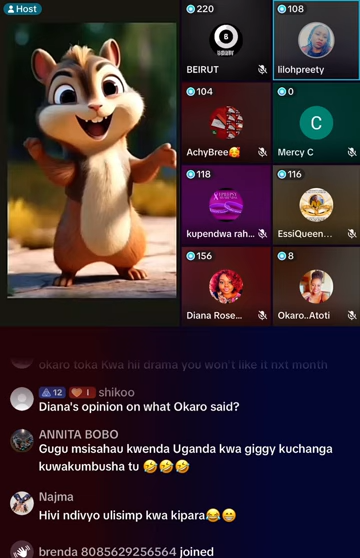 Host
220
BEIRUT
108
lilohpreety
104
AchyBree🥰
0
C
Mercy C
118
kupendwa rah...
116
EssiQueen...
156
Diana Rose...
8
Okaro..Atoti
okaro toka Kwa hii drama you won't like it nxt month
12 I shikoo
Diana's opinion on what Okaro said?
ANNITA BOBO
Gugu msisahau kwenda Uganda kwa giggy kuchanga
kuwakumbusha tu 🤣🤣🤣
Najma
Hivi ndivyo ulisimp kwa kipara😂😁
brenda 8085629256564 joined